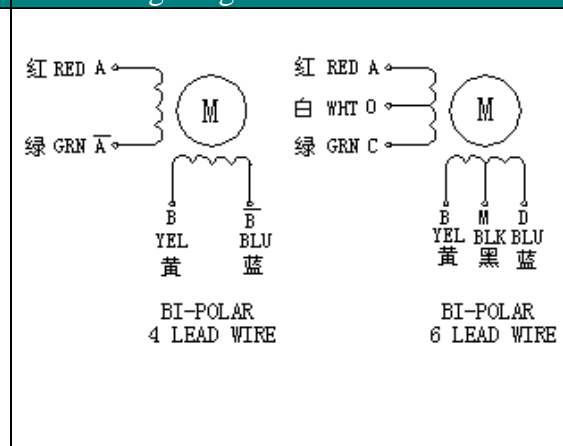 红 RED A
M
绿 GRN A̅
B B̅
YEL BLU
黄 蓝
BI-POLAR
4 LEAD WIRE
红 RED A
白 WHT O
M
绿 GRN C
B M D
YEL BLK BLU
黄 黑 蓝
BI-POLAR
6 LEAD WIRE